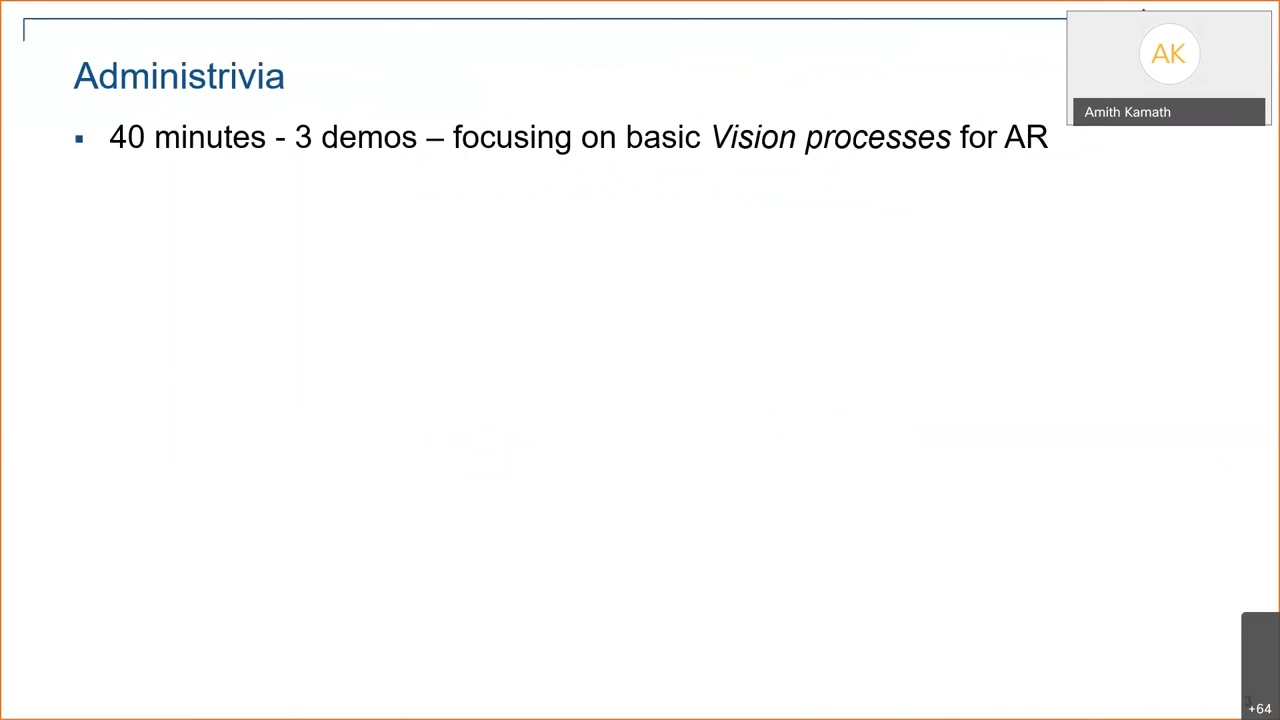 Administrivia
▪ 40 minutes - 3 demos – focusing on basic Vision processes for AR
AK
Amith Kamath
+64